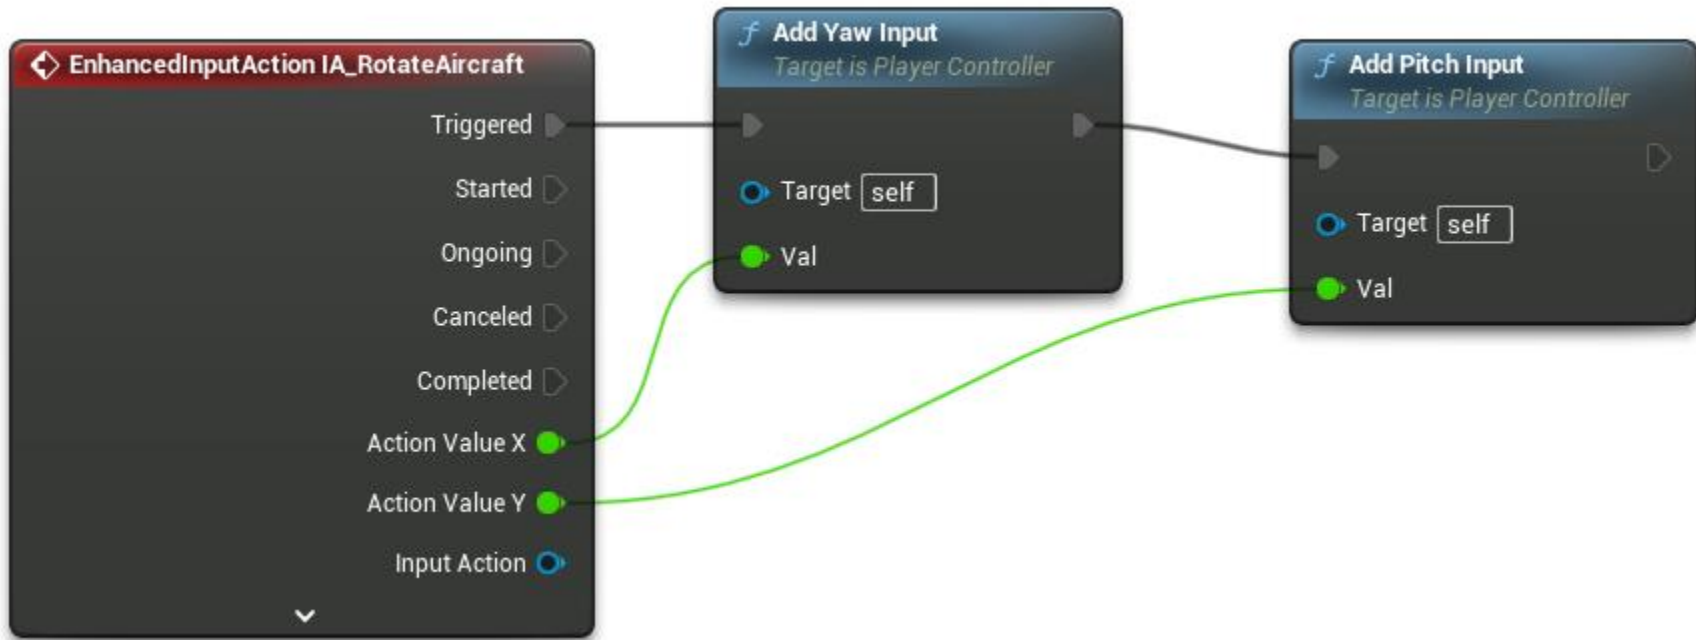 EnhancedInputAction IA_RotateAircraft
Triggered
Started
Ongoing
Canceled
Completed
Action Value X
Action Value Y
Input Action
f Add Yaw Input
Target is Player Controller
Target self
Val
f Add Pitch Input
Target is Player Controller
Target self
Val